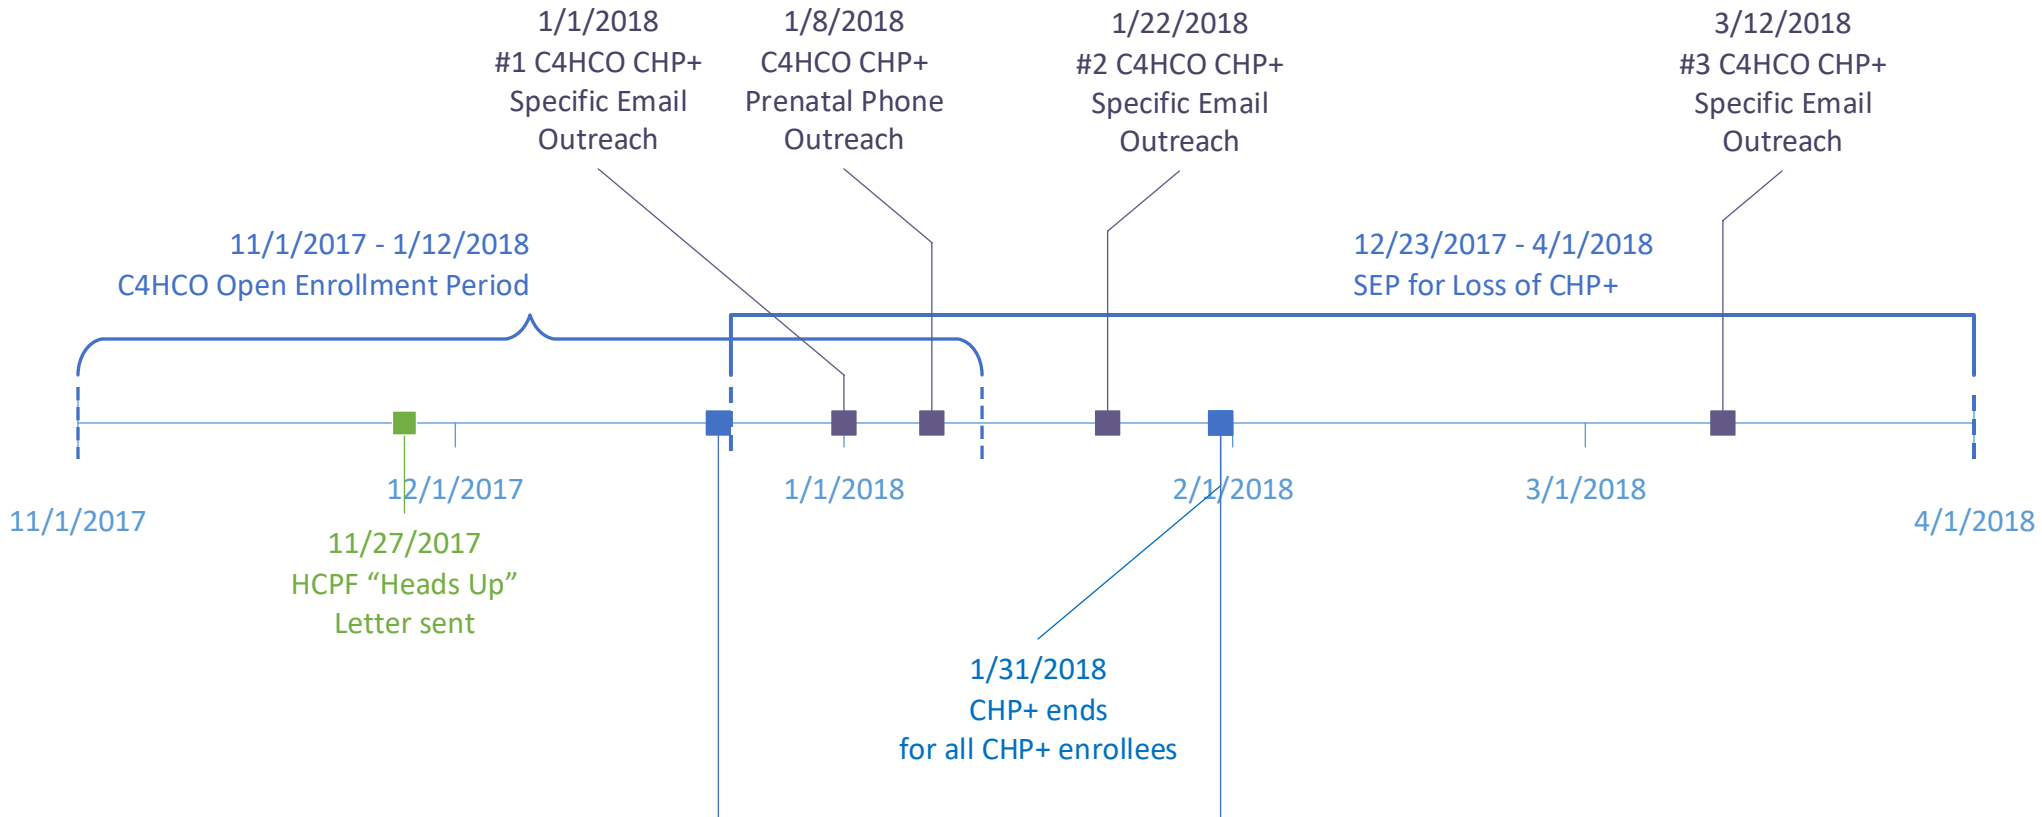 1/1/2018
#1 C4HCO CHP+
Specific Email
Outreach
1/8/2018
C4HCO CHP+
Prenatal Phone
Outreach
1/22/2018
#2 C4HCO CHP+
Specific Email
Outreach
3/12/2018
#3 C4HCO CHP+
Specific Email
Outreach
11/1/2017 - 1/12/2018
C4HCO Open Enrollment Period
12/23/2017 - 4/1/2018
SEP for Loss of CHP+
11/1/2017
12/1/2017
1/1/2018
2/1/2018
3/1/2018
4/1/2018
11/27/2017
HCPF “Heads Up”
Letter sent
1/31/2018
CHP+ ends
for all CHP+ enrollees